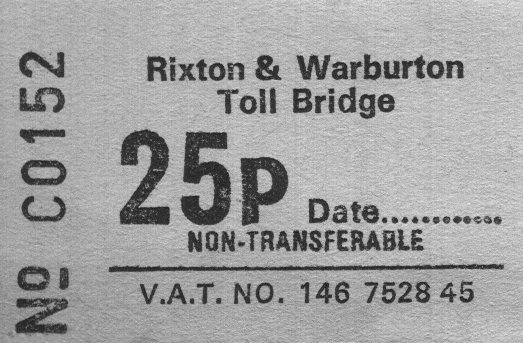 Nº C0152
Rixton & Warburton
Toll Bridge
25P Date.............
NON-TRANSFERABLE
V.A.T. NO. 146 7528 45